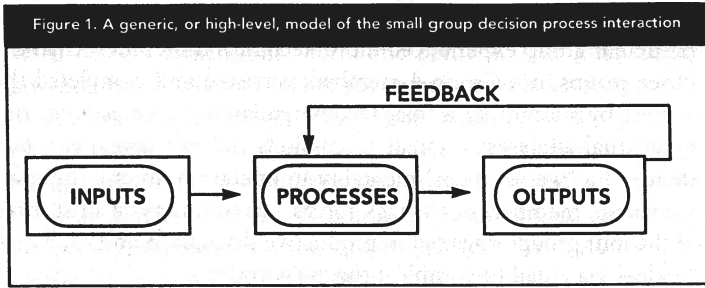 Figure 1. A generic, or high-level, model of the small group decision process interaction
FEEDBACK
INPUTS
PROCESSES
OUTPUTS